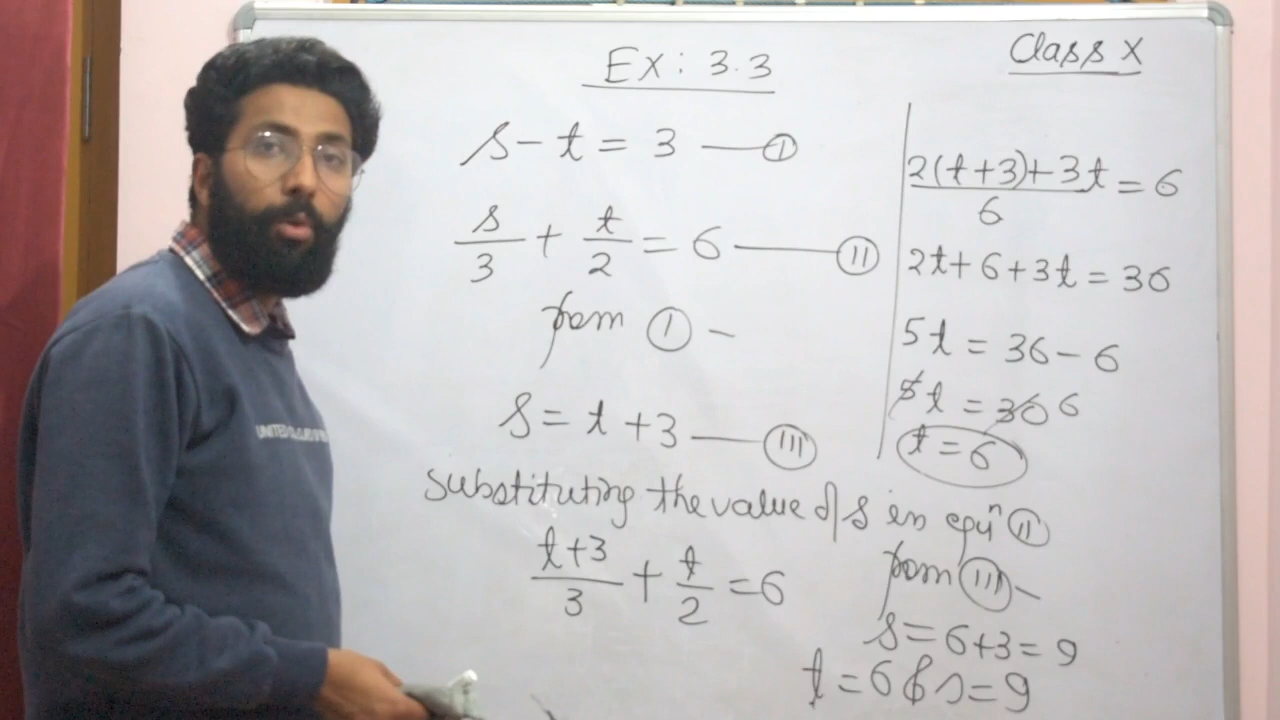 Ex: 3.3
Class X
s - t = 3 —— (I)
s/3 + t/2 = 6 —— (II)
from (I) -
s = t + 3 —— (III)
substituting the value of s in eqn (II)
(t+3)/3 + t/2 = 6
(2(t+3)+3t)/6 = 6
2t + 6 + 3t = 36
5t = 36 - 6
5t = 30 6
t = 6
from (III) -
s = 6+3 = 9
t = 6 & s = 9